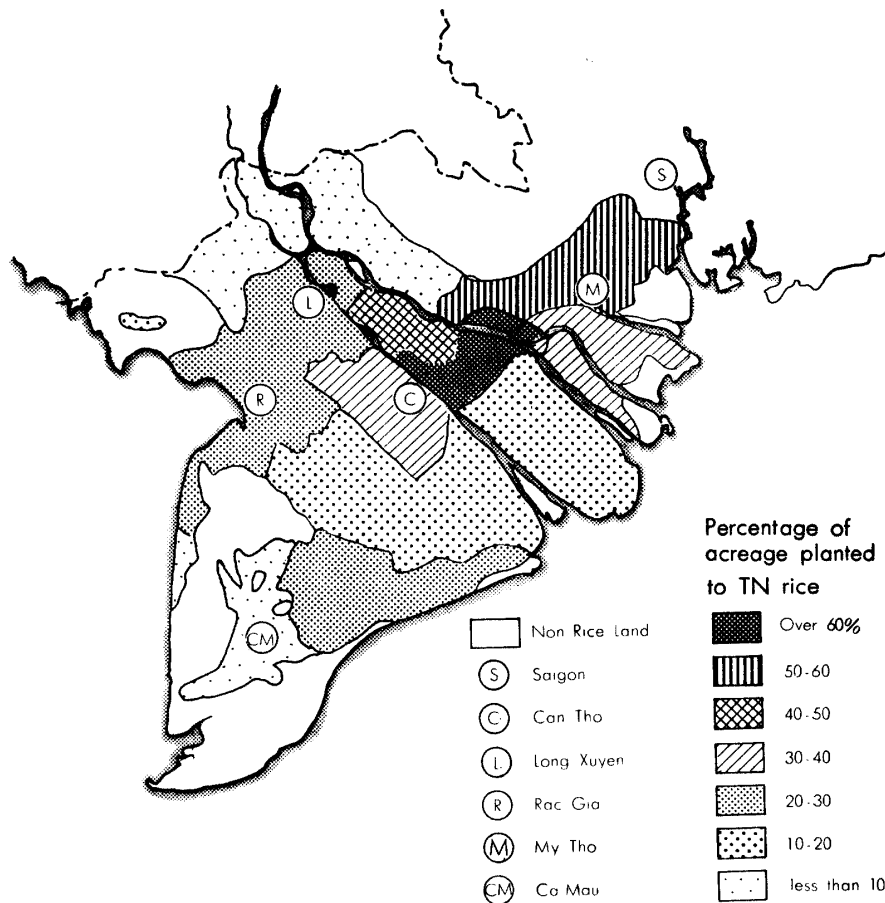 S
M
L
R
C
CM
Percentage of
acreage planted
to TN rice
Non Rice Land
S Saigon
C Can Tho
L Long Xuyen
R Rac Gia
M My Tho
CM Ca Mau
Over 60%
50-60
40-50
30-40
20-30
10-20
less than 10